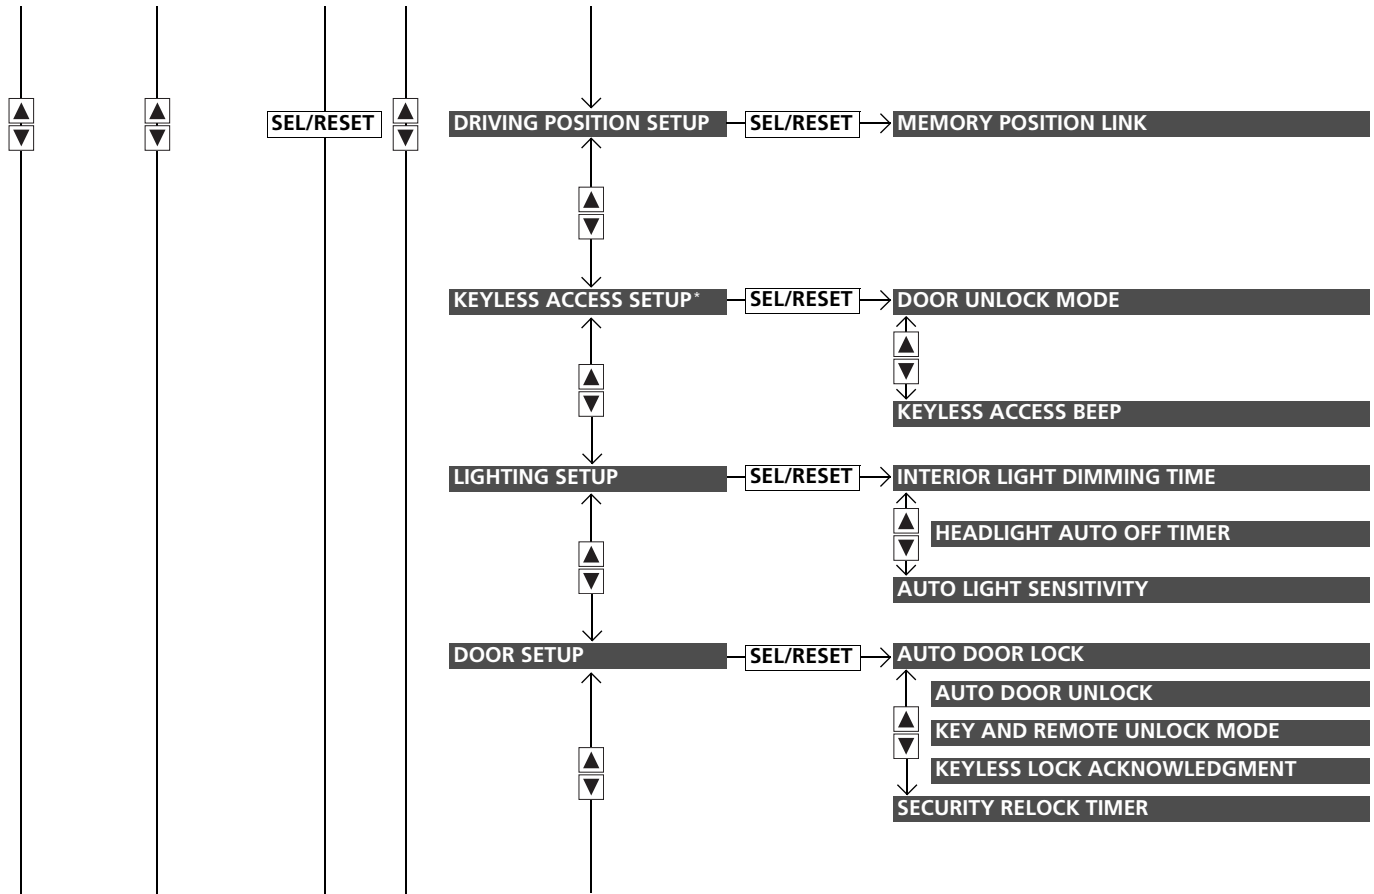 SEL/RESET
DRIVING POSITION SETUP SEL/RESET MEMORY POSITION LINK
KEYLESS ACCESS SETUP* SEL/RESET DOOR UNLOCK MODE
KEYLESS ACCESS BEEP
LIGHTING SETUP SEL/RESET INTERIOR LIGHT DIMMING TIME
HEADLIGHT AUTO OFF TIMER
AUTO LIGHT SENSITIVITY
DOOR SETUP SEL/RESET AUTO DOOR LOCK
AUTO DOOR UNLOCK
KEY AND REMOTE UNLOCK MODE
KEYLESS LOCK ACKNOWLEDGMENT
SECURITY RELOCK TIMER